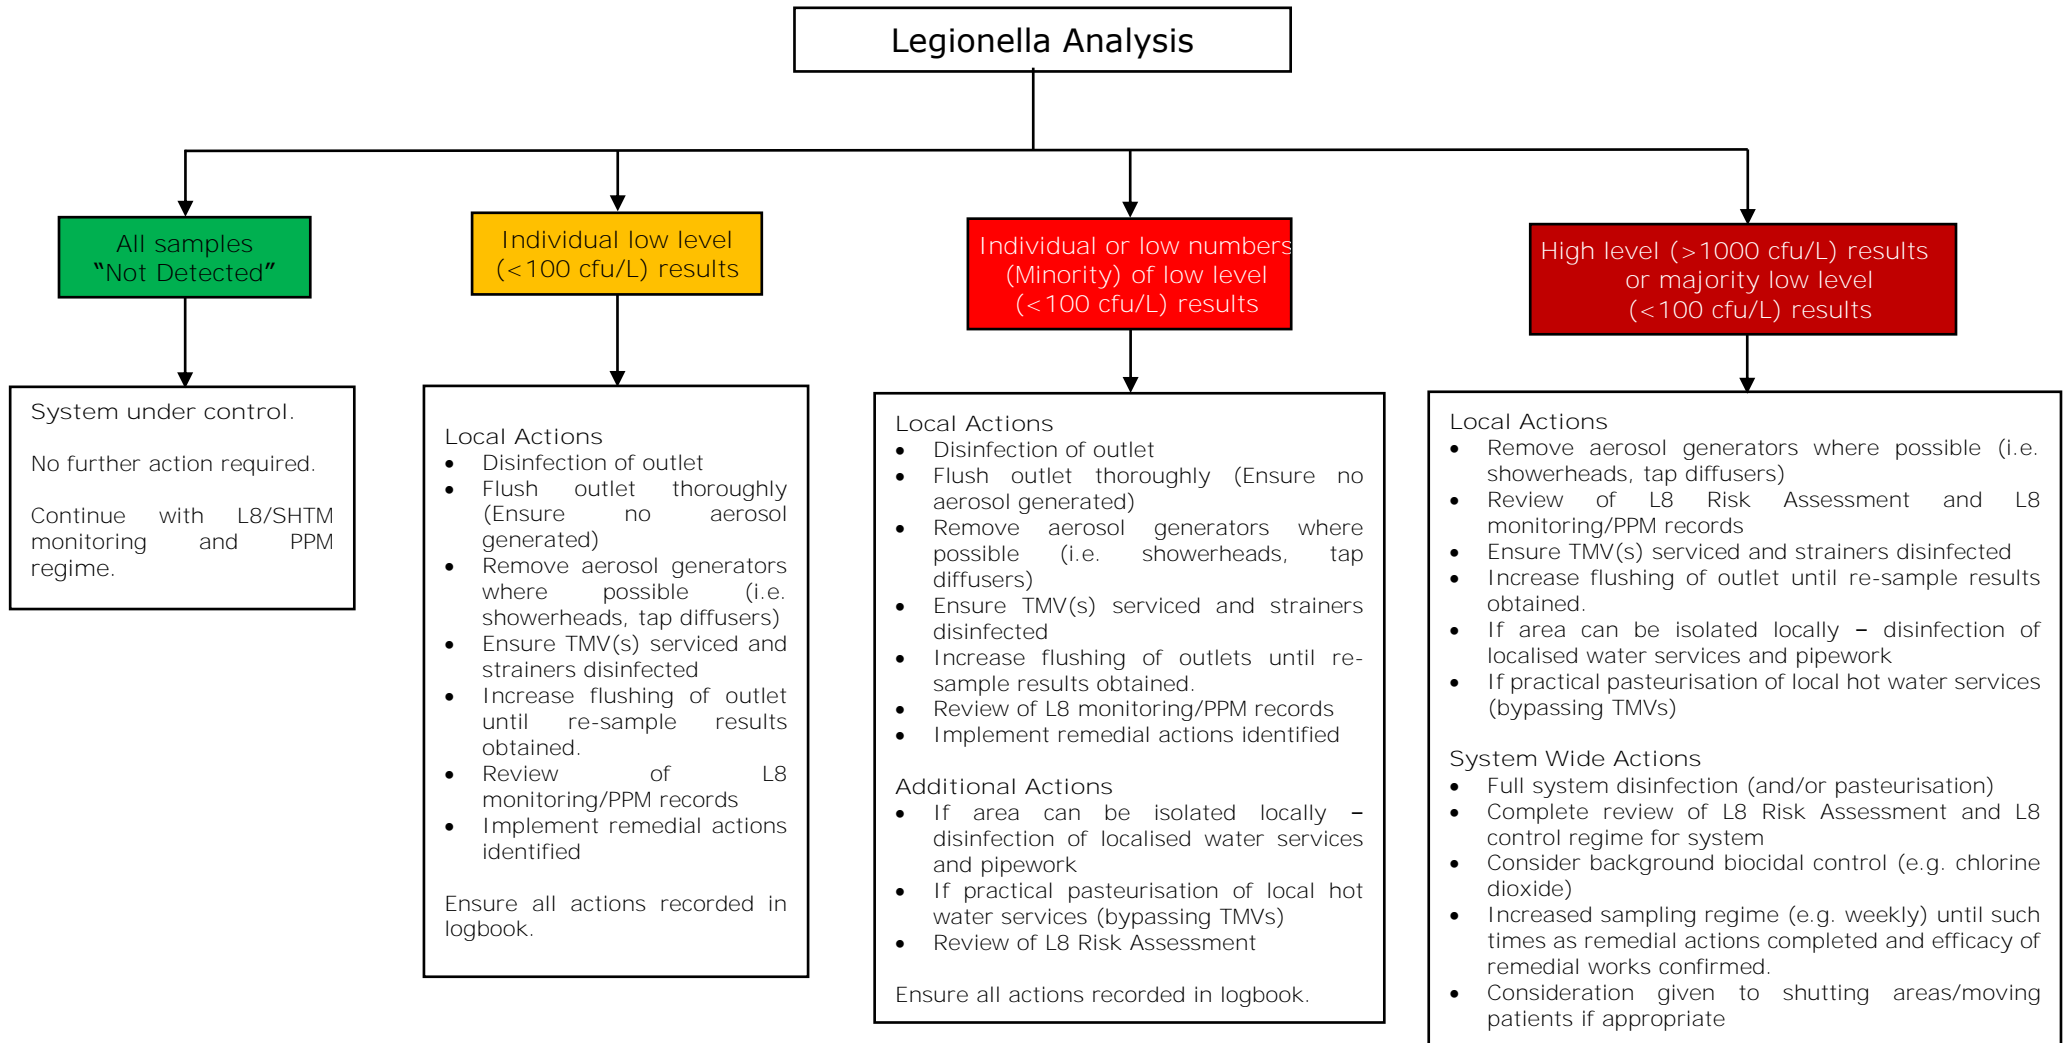 Legionella Analysis
All samples
“Not Detected”
Individual low level
(<100 cfu/L) results
Individual or low numbers
(Minority) of low level
(<100 cfu/L) results
High level (>1000 cfu/L) results
or majority low level
(<100 cfu/L) results
System under control.
No further action required.
Continue with L8/SHTM
monitoring and PPM
regime.
Local Actions
• Disinfection of outlet
• Flush outlet thoroughly
(Ensure no aerosol
generated)
• Remove aerosol generators
where possible (i.e.
showerheads, tap diffusers)
• Ensure TMV(s) serviced and
strainers disinfected
• Increase flushing of outlet
until re-sample results
obtained.
• Review of L8
monitoring/PPM records
• Implement remedial actions
identified
Ensure all actions recorded in
logbook.
Local Actions
• Disinfection of outlet
• Flush outlet thoroughly (Ensure no
aerosol generated)
• Remove aerosol generators where
possible (i.e. showerheads, tap
diffusers)
• Ensure TMV(s) serviced and strainers
disinfected
• Increase flushing of outlets until re-
sample results obtained.
• Review of L8 monitoring/PPM records
• Implement remedial actions identified
Additional Actions
• If area can be isolated locally –
disinfection of localised water services
and pipework
• If practical pasteurisation of local hot
water services (bypassing TMVs)
• Review of L8 Risk Assessment
Ensure all actions recorded in logbook.
Local Actions
• Remove aerosol generators where possible (i.e.
showerheads, tap diffusers)
• Review of L8 Risk Assessment and L8
monitoring/PPM records
• Ensure TMV(s) serviced and strainers disinfected
• Increase flushing of outlet until re-sample results
obtained.
• If area can be isolated locally – disinfection of
localised water services and pipework
• If practical pasteurisation of local hot water services
(bypassing TMVs)
System Wide Actions
• Full system disinfection (and/or pasteurisation)
• Complete review of L8 Risk Assessment and L8
control regime for system
• Consider background biocidal control (e.g. chlorine
dioxide)
• Increased sampling regime (e.g. weekly) until such
times as remedial actions completed and efficacy of
remedial works confirmed.
• Consideration given to shutting areas/moving
patients if appropriate